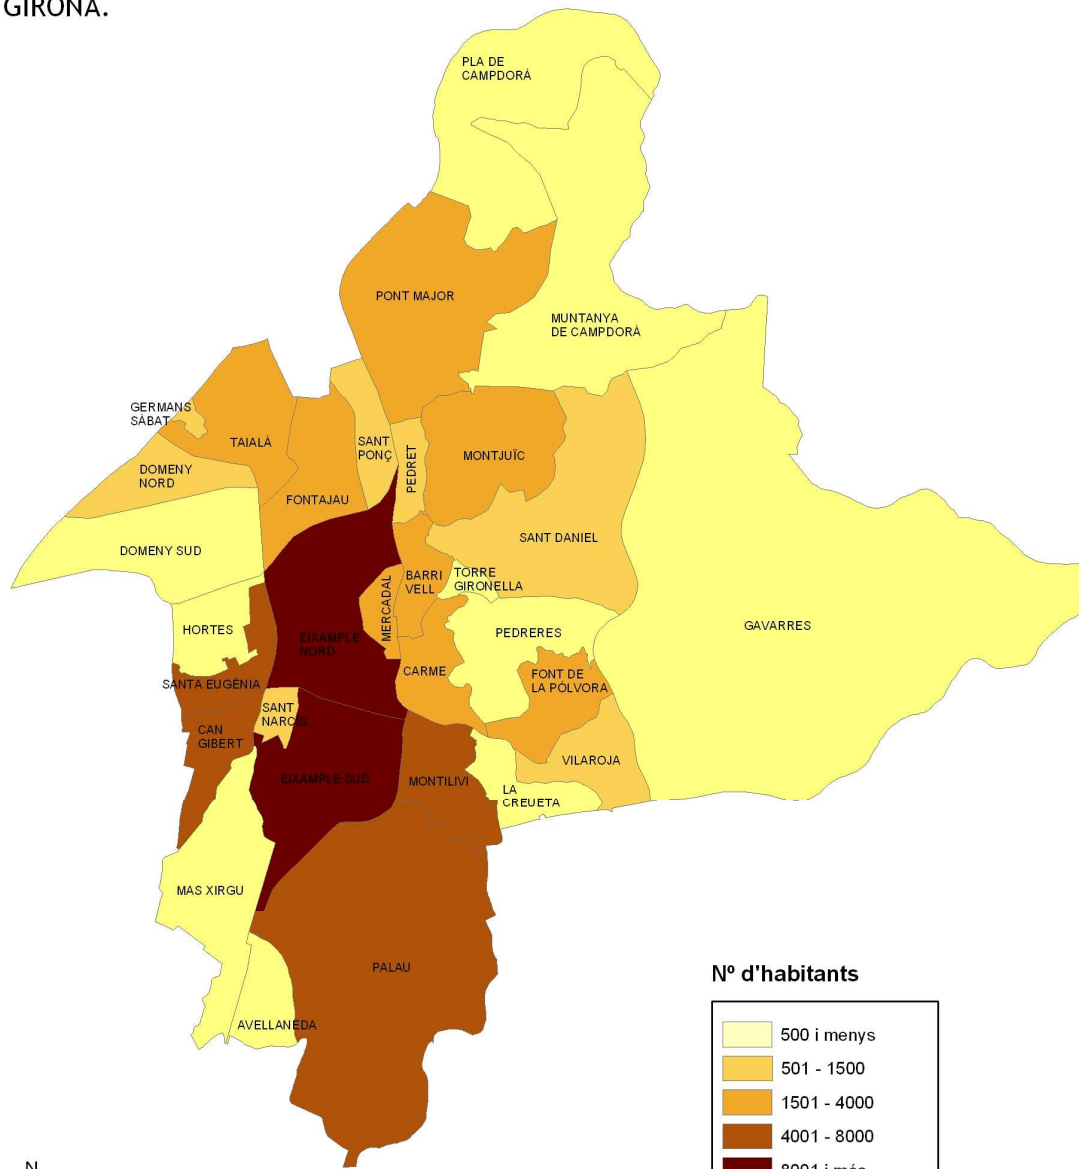 GIRONA.
PLA DE
CAMPDORÀ
PONT MAJOR
MUNTANYA
DE CAMPDORÀ
GERMANS
SÀBAT
TAIALÀ
SANT
PONÇ
PEDRET
MONTJUÏC
DOMENY
NORD
FONTAJAU
DOMENY SUD
SANT DANIEL
BARRI
VELL
TORRE
GIRONELLA
MERCADAL
HORTES
EIXAMPLE
NORD
PEDRERES
GAVARRES
CARME
FONT DE
LA PÓLVORA
SANTA EUGÈNIA
SANT
NARCÍS
CAN
GIBERT
VILAROJA
EIXAMPLE SUD
MONTILIVI
LA
CREUETA
MAS XIRGU
PALAU
AVELLANEDA
Nº d'habitants
500 i menys
501 - 1500
1501 - 4000
4001 - 8000
8001 i més
N